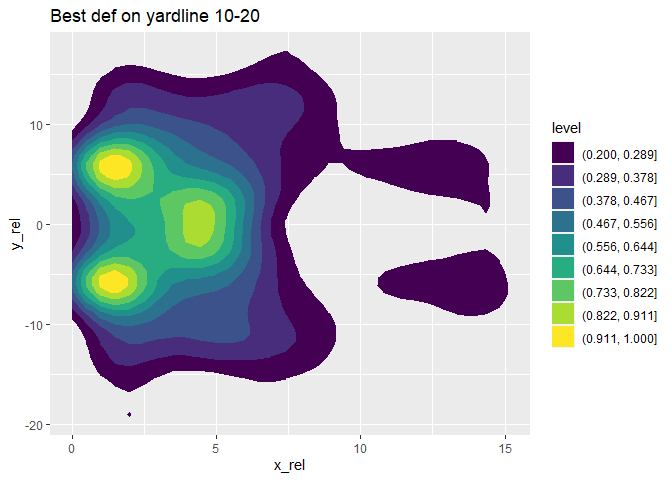 Best def on yardline 10-20
level
(0.200, 0.289]
(0.289, 0.378]
(0.378, 0.467]
(0.467, 0.556]
(0.556, 0.644]
(0.644, 0.733]
(0.733, 0.822]
(0.822, 0.911]
(0.911, 1.000]
y_rel
10
0
-10
-20
0 5 10 15
x_rel